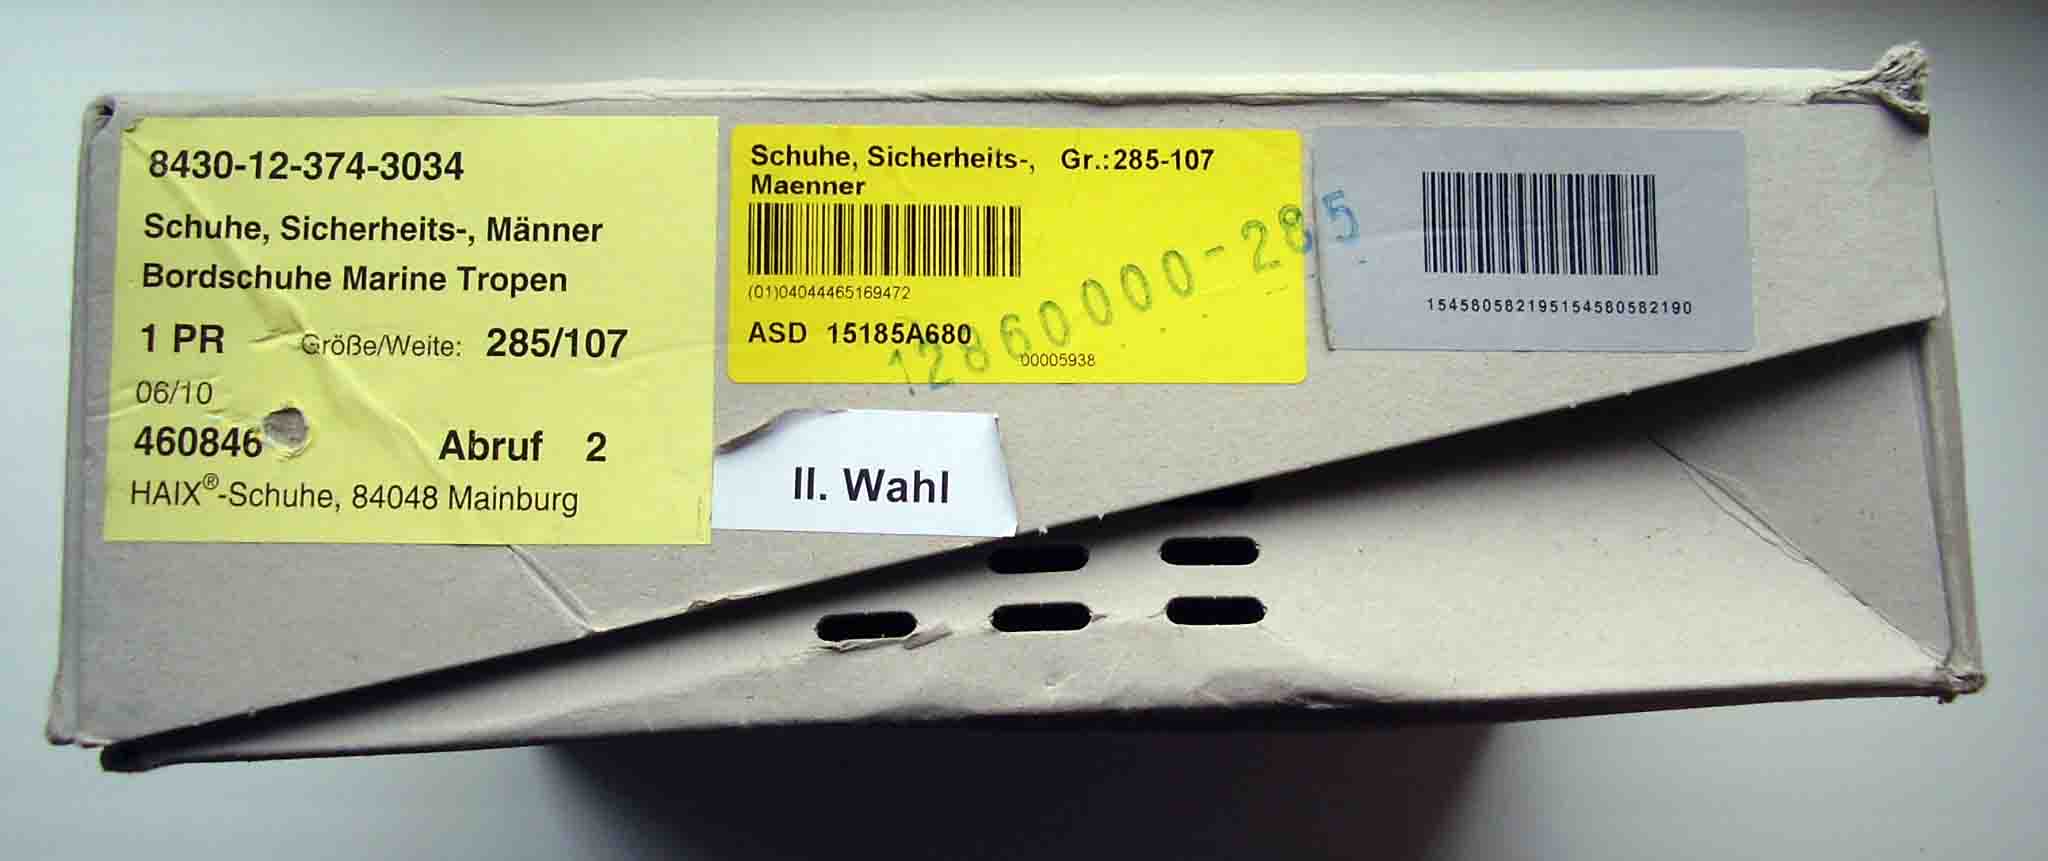 8430-12-374-3034
Schuhe, Sicherheits-, Männer
Bordschuhe Marine Tropen
1 PR Größe/Weite: 285/107
06/10
460846 Abruf 2
HAIX®-Schuhe, 84048 Mainburg
Schuhe, Sicherheits-, Gr.:285-107
Maenner
(01)04044465169472
ASD 15185A680
00005938
12860000-285
II. Wahl
154580582195154580582190